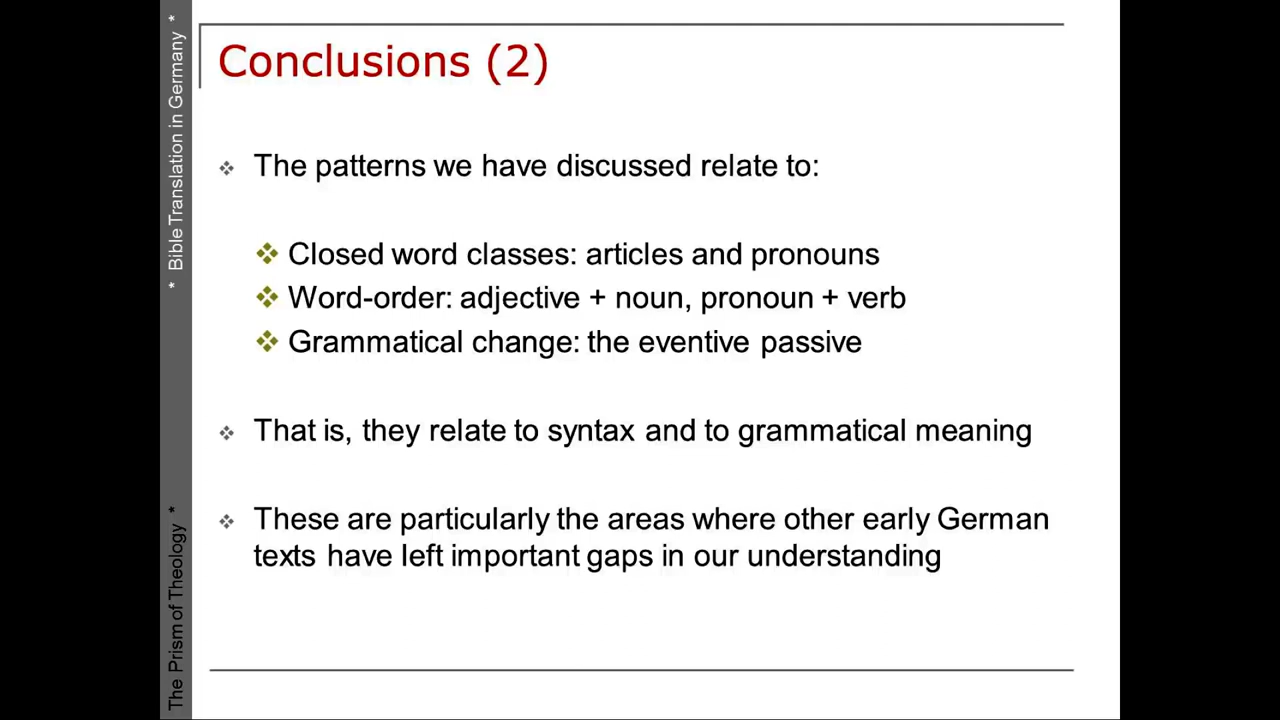 Conclusions (2)
❖ The patterns we have discussed relate to:
❖ Closed word classes: articles and pronouns
❖ Word-order: adjective + noun, pronoun + verb
❖ Grammatical change: the eventive passive
❖ That is, they relate to syntax and to grammatical meaning
❖ These are particularly the areas where other early German
texts have left important gaps in our understanding
* Bible Translation in Germany *
The Prism of Theology *